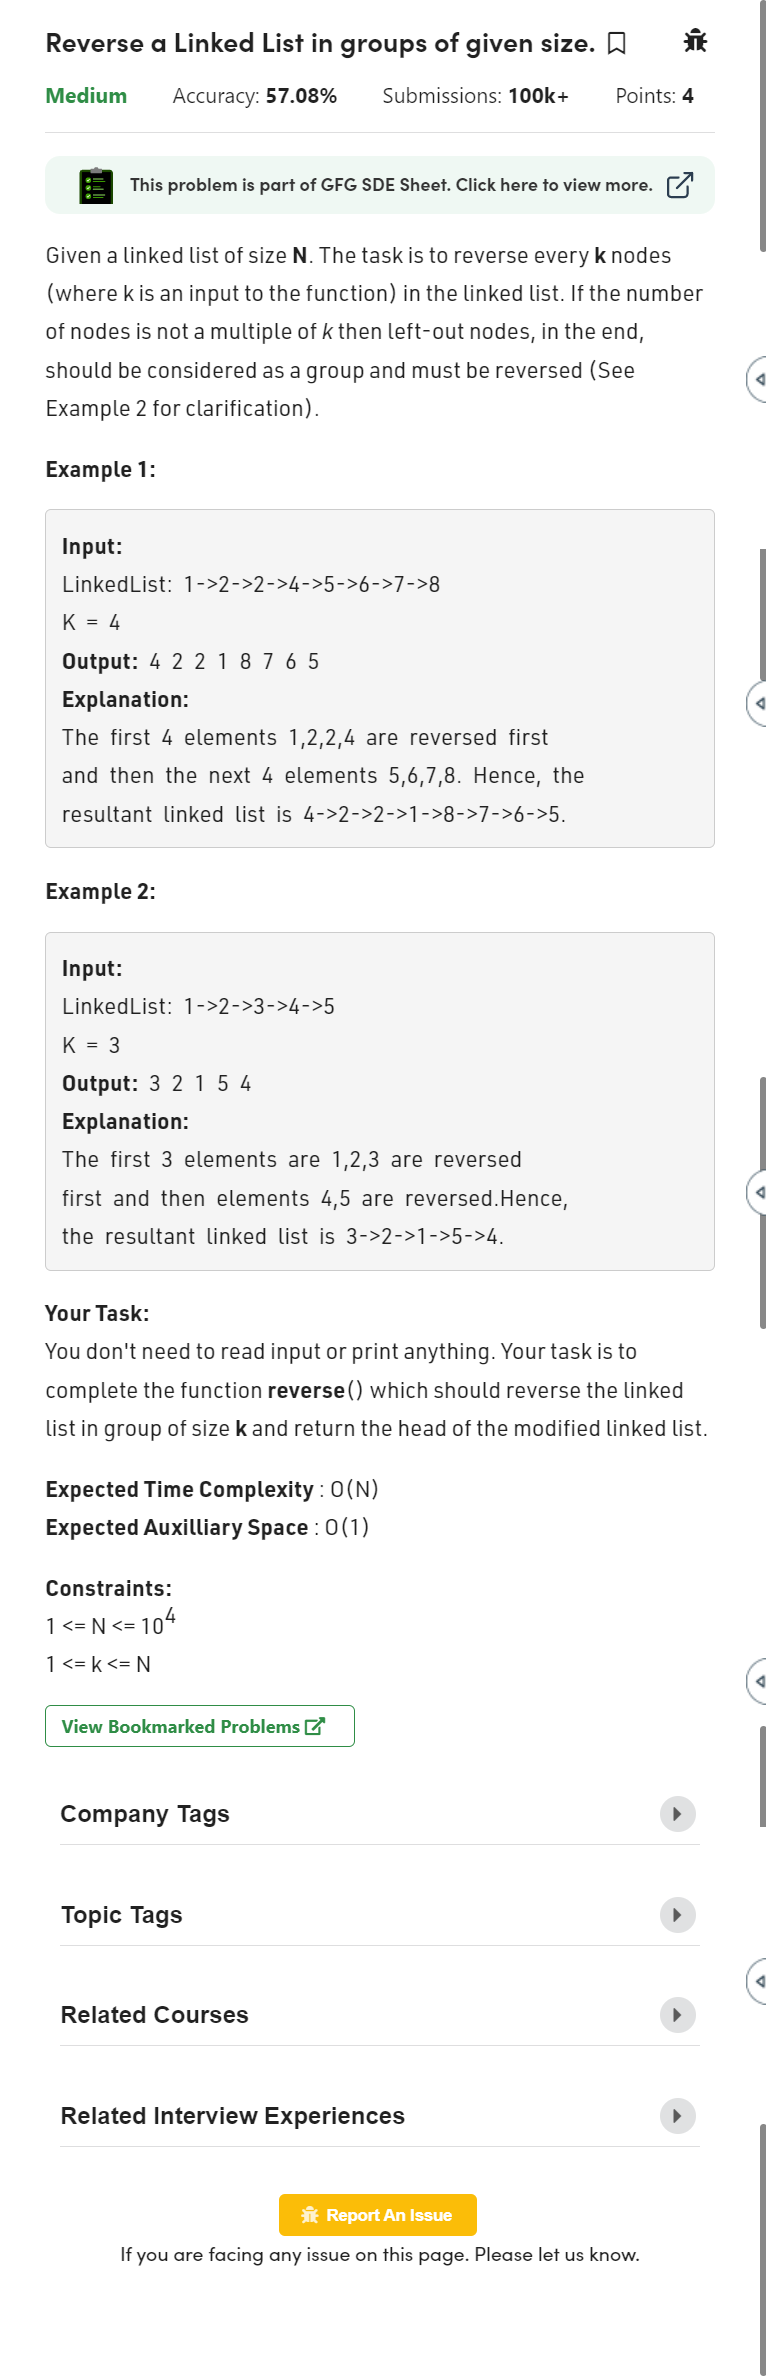 Reverse a Linked List in groups of given size.
Medium Accuracy: 57.08% Submissions: 100k+ Points: 4
This problem is part of GFG SDE Sheet. Click here to view more.
Given a linked list of size N. The task is to reverse every k nodes
(where k is an input to the function) in the linked list. If the number
of nodes is not a multiple of k then left-out nodes, in the end,
should be considered as a group and must be reversed (See
Example 2 for clarification).
Example 1:
Input:
LinkedList: 1->2->2->4->5->6->7->8
K = 4
Output: 4 2 2 1 8 7 6 5
Explanation:
The first 4 elements 1,2,2,4 are reversed first
and then the next 4 elements 5,6,7,8. Hence, the
resultant linked list is 4->2->2->1->8->7->6->5.
Example 2:
Input:
LinkedList: 1->2->3->4->5
K = 3
Output: 3 2 1 5 4
Explanation:
The first 3 elements are 1,2,3 are reversed
first and then elements 4,5 are reversed.Hence,
the resultant linked list is 3->2->1->5->4.
Your Task:
You don't need to read input or print anything. Your task is to
complete the function reverse() which should reverse the linked
list in group of size k and return the head of the modified linked list.
Expected Time Complexity : O(N)
Expected Auxilliary Space : O(1)
Constraints:
1 <= N <= 10⁴
1 <= k <= N
View Bookmarked Problems
Company Tags
Topic Tags
Related Courses
Related Interview Experiences
Report An Issue
If you are facing any issue on this page. Please let us know.